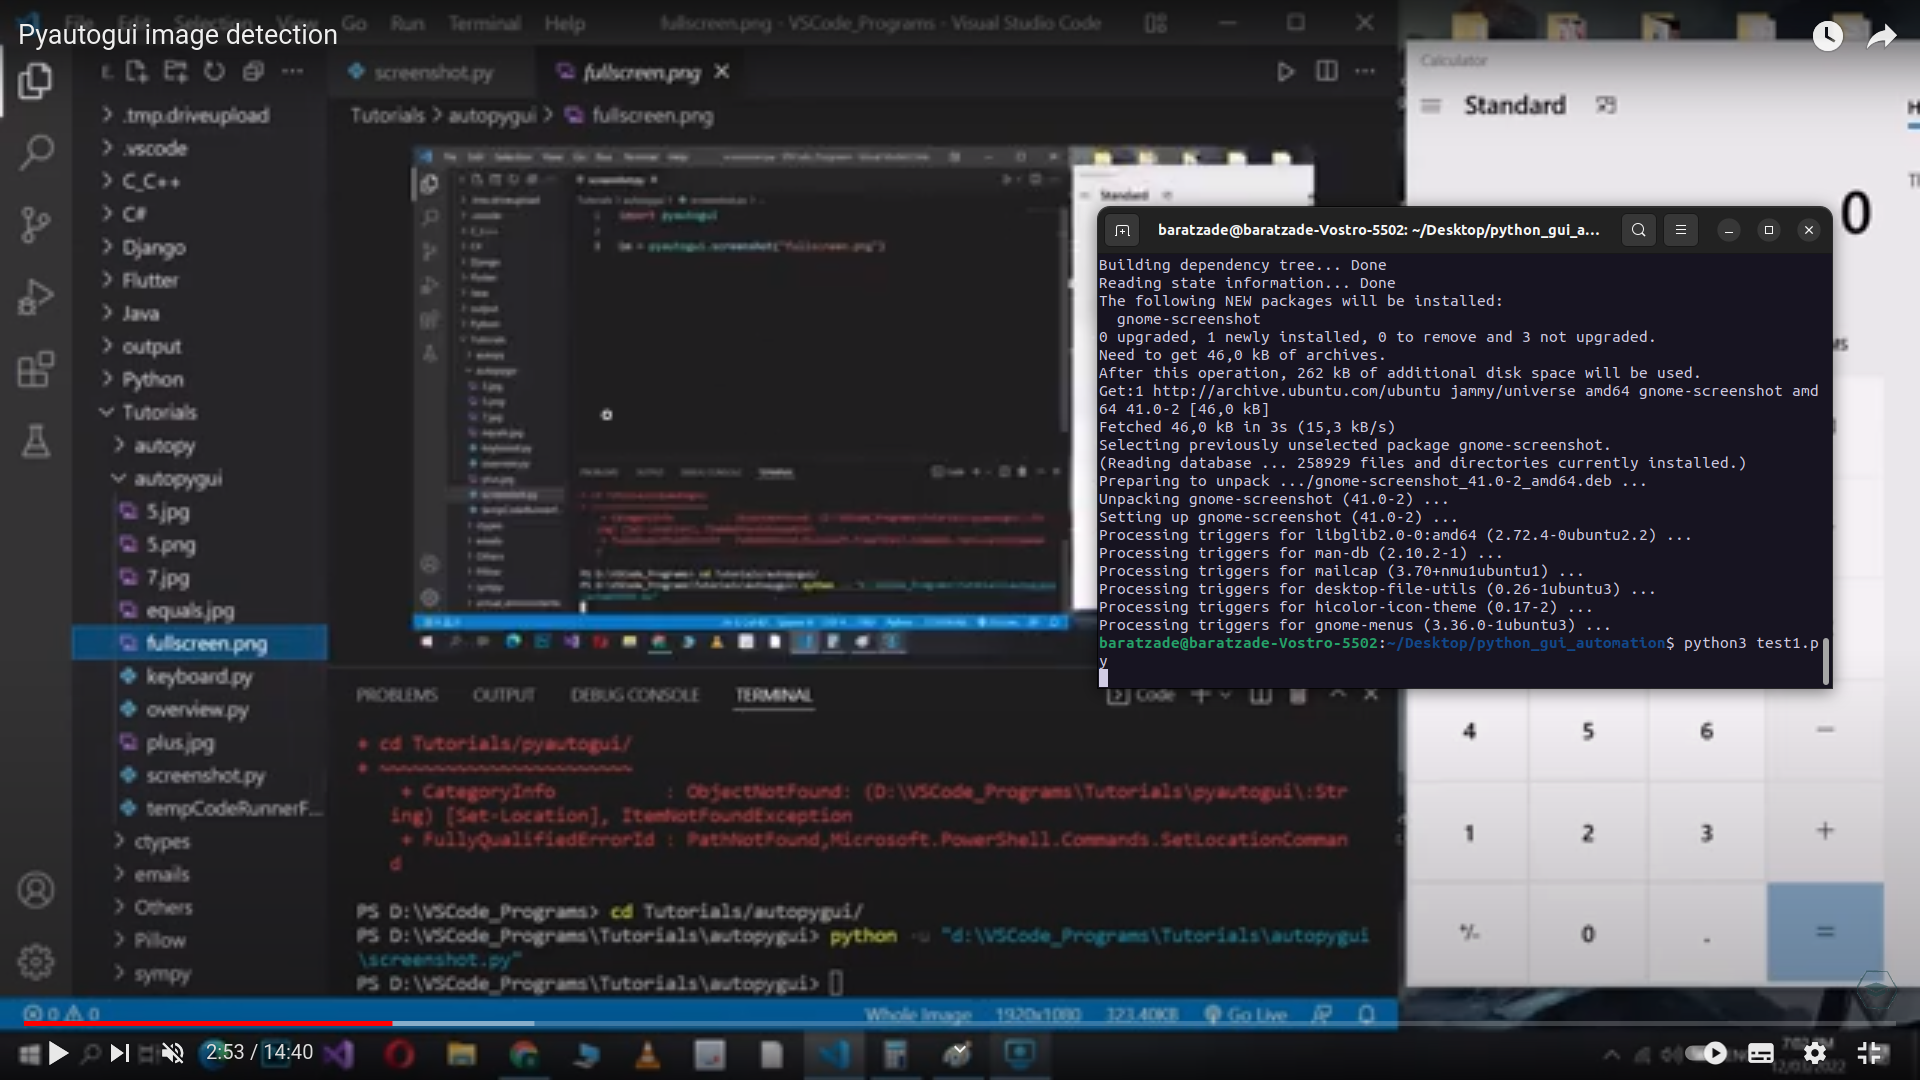 Pyautogui image detection
File Edit Selection View Go Run Terminal Help
fullscreen.png - VSCode_Programs - Visual Studio Code
screenshot.py
fullscreen.png
Tutorials > autopygui > fullscreen.png
.tmp.driveupload
.vscode
C_C++
C#
Django
Flutter
Java
output
Python
Tutorials
autopy
autopygui
5.jpg
5.png
7.jpg
equals.jpg
fullscreen.png
keyboard.py
overview.py
plus.jpg
screenshot.py
tempCodeRunnerF...
ctypes
emails
Others
Pillow
sympy
import pyautogui
im = pyautogui.screenshot("fullscreen.png")
Standard
PROBLEMS OUTPUT DEBUG CONSOLE TERMINAL
Code
+ cd Tutorials/pyautogui/
+ ~~~~~~~~~~~~~~~~~~~~~~~
+ CategoryInfo : ObjectNotFound: (D:\VSCode_Programs\Tutorials\pyautogui\:Str
ing) [Set-Location], ItemNotFoundException
+ FullyQualifiedErrorId : PathNotFound,Microsoft.PowerShell.Commands.SetLocationComman
d
PS D:\VSCode_Programs> cd Tutorials/autopygui/
PS D:\VSCode_Programs\Tutorials\autopygui> python -u "d:\VSCode_Programs\Tutorials\autopygui
\screenshot.py"
PS D:\VSCode_Programs\Tutorials\autopygui>
0 0
Whole Image 1920x1080 323.40KB Go Live
2:53 / 14:40
Calculator
Standard
0
baratzade@baratzade-Vostro-5502: ~/Desktop/python_gui_a...
Building dependency tree... Done
Reading state information... Done
The following NEW packages will be installed:
gnome-screenshot
0 upgraded, 1 newly installed, 0 to remove and 3 not upgraded.
Need to get 46,0 kB of archives.
After this operation, 262 kB of additional disk space will be used.
Get:1 http://archive.ubuntu.com/ubuntu jammy/universe amd64 gnome-screenshot amd
64 41.0-2 [46,0 kB]
Fetched 46,0 kB in 3s (15,3 kB/s)
Selecting previously unselected package gnome-screenshot.
(Reading database ... 258929 files and directories currently installed.)
Preparing to unpack .../gnome-screenshot_41.0-2_amd64.deb ...
Unpacking gnome-screenshot (41.0-2) ...
Setting up gnome-screenshot (41.0-2) ...
Processing triggers for libglib2.0-0:amd64 (2.72.4-0ubuntu2.2) ...
Processing triggers for man-db (2.10.2-1) ...
Processing triggers for mailcap (3.70+nmu1ubuntu1) ...
Processing triggers for desktop-file-utils (0.26-1ubuntu3) ...
Processing triggers for hicolor-icon-theme (0.17-2) ...
Processing triggers for gnome-menus (3.36.0-1ubuntu3) ...
baratzade@baratzade-Vostro-5502:~/Desktop/python_gui_automation$ python3 test1.p
y
4 5 6 −
1 2 3 +
+/- 0 . =